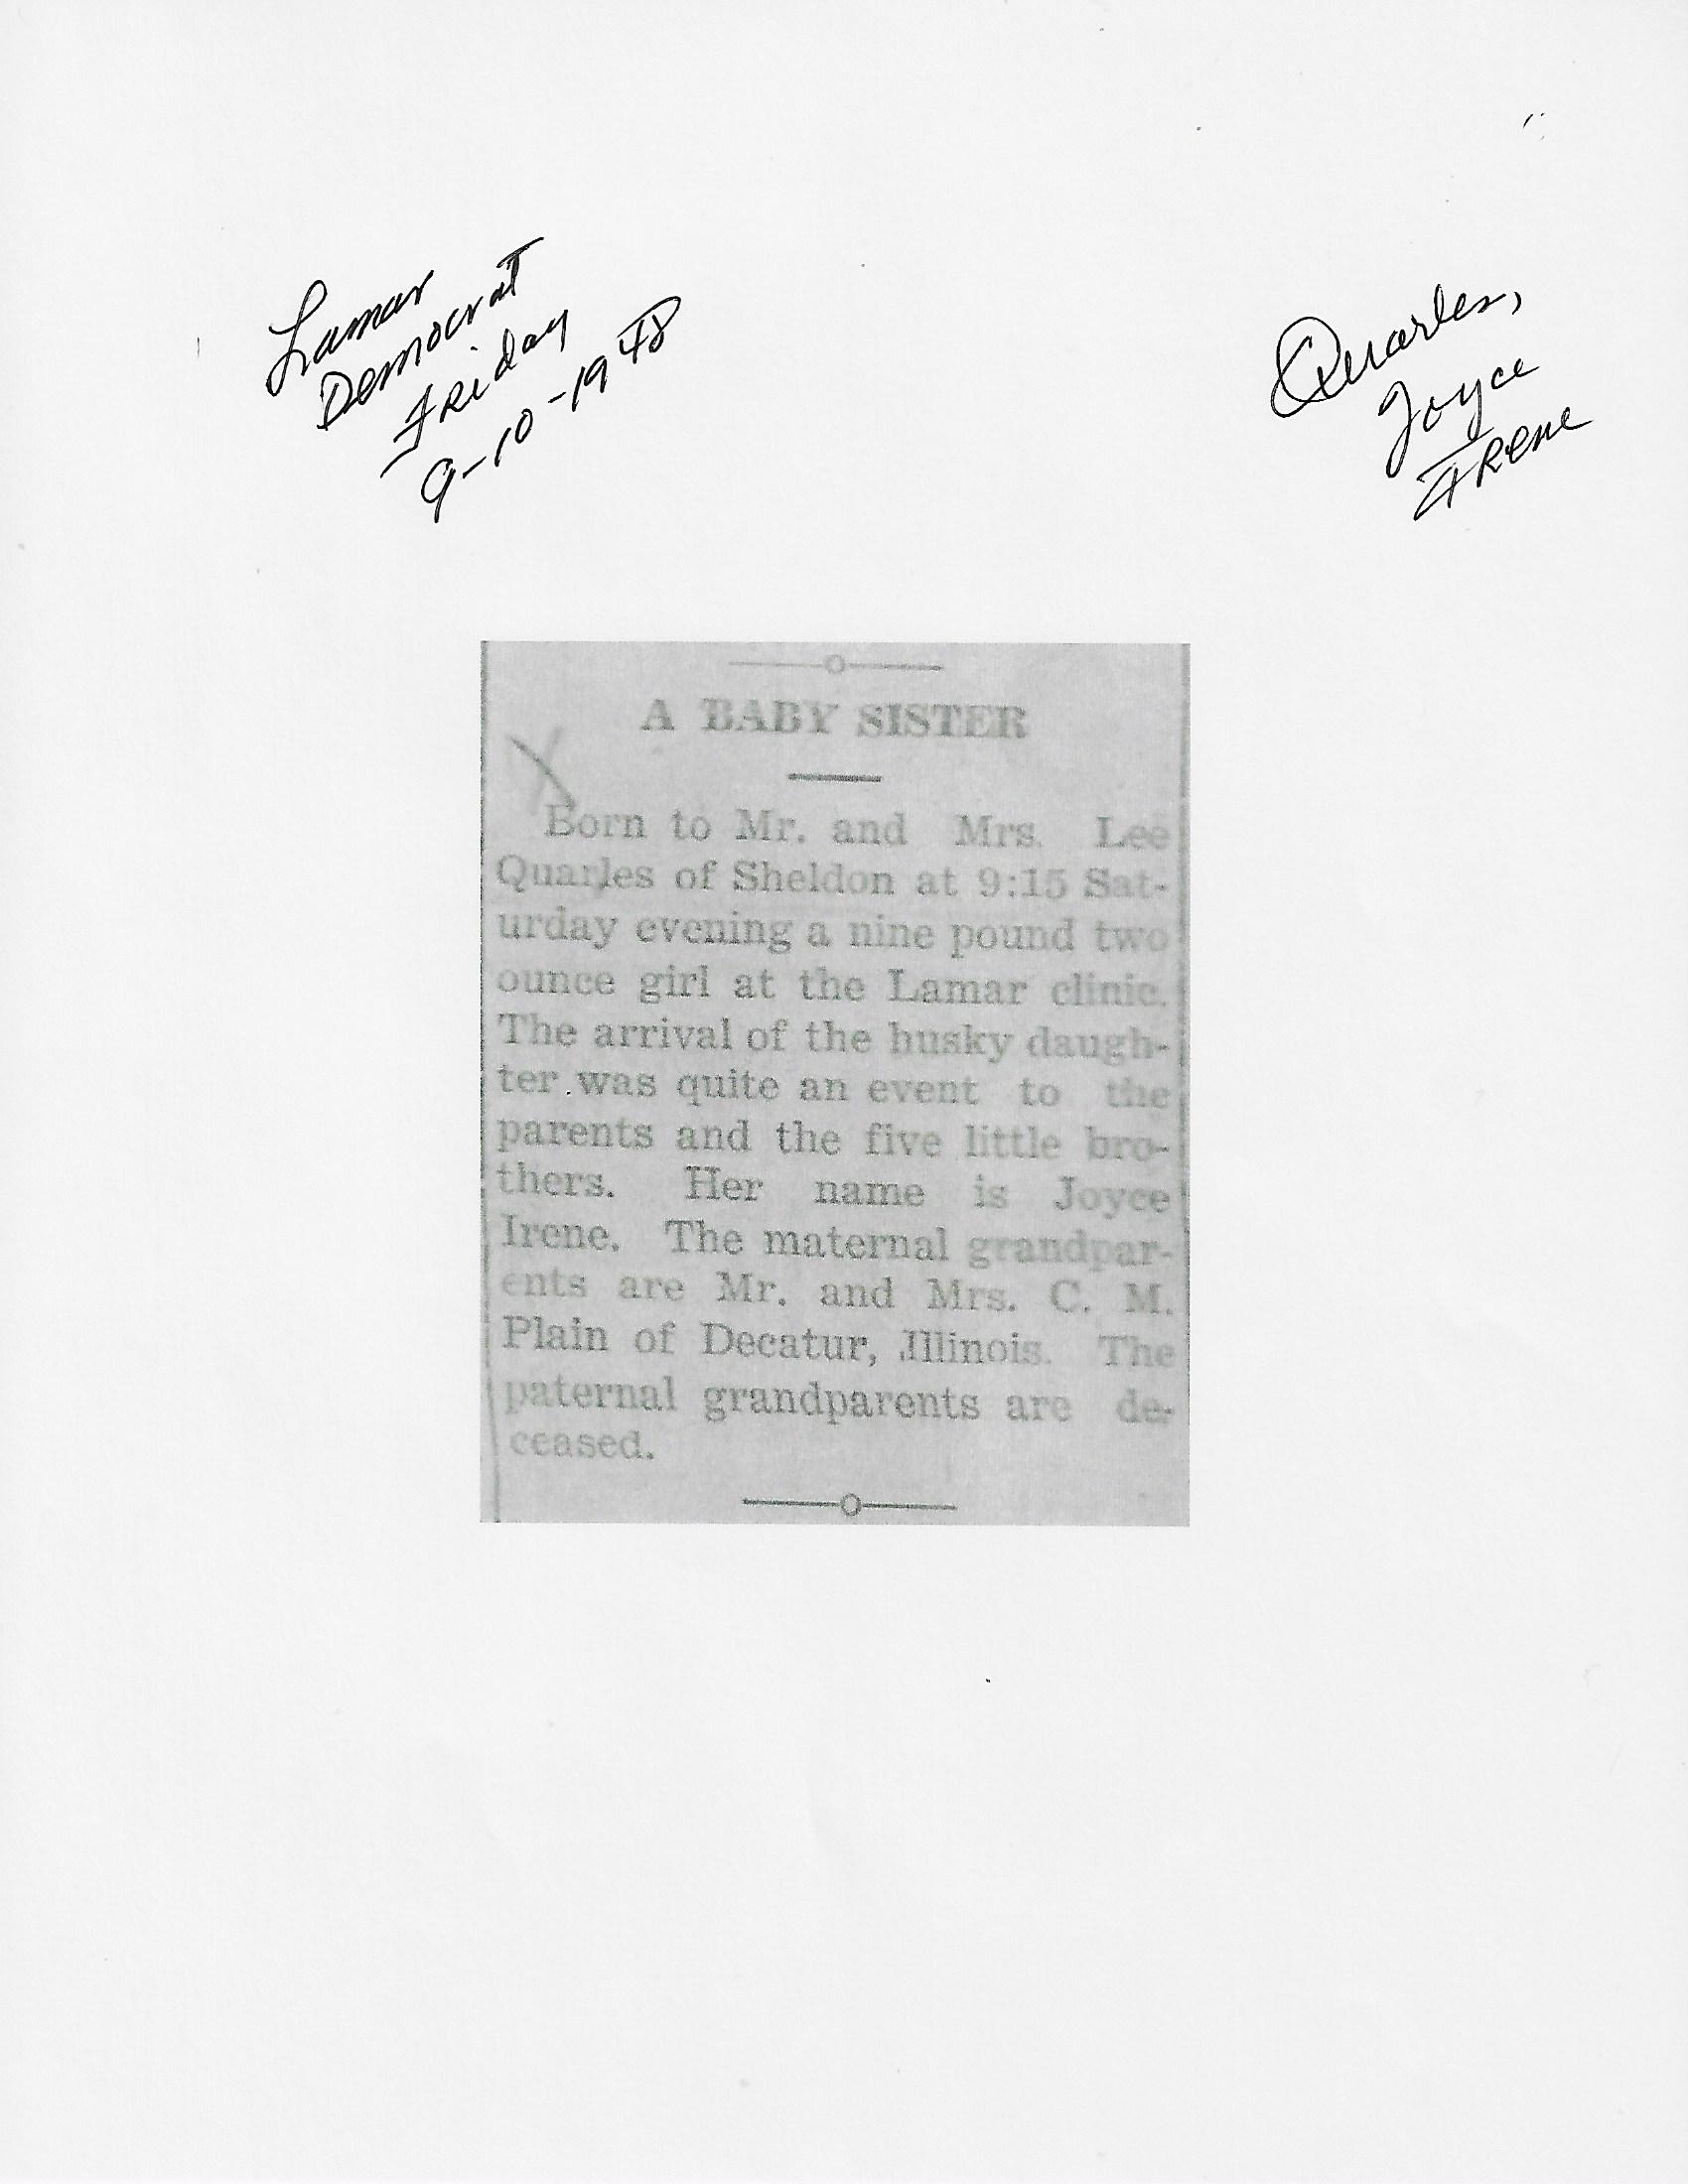 Lamar
Democrat
Friday
9-10-1948
Quarles,
Joyce
Irene
A BABY SISTER
Born to Mr. and Mrs. Lee
Quarles of Sheldon at 9:15 Sat-
urday evening a nine pound two
ounce girl at the Lamar clinic.
The arrival of the husky daugh-
ter was quite an event to the
parents and the five little bro-
thers. Her name is Joyce
Irene. The maternal grandpar-
ents are Mr. and Mrs. C. M.
Plain of Decatur, Illinois. The
paternal grandparents are de-
ceased.